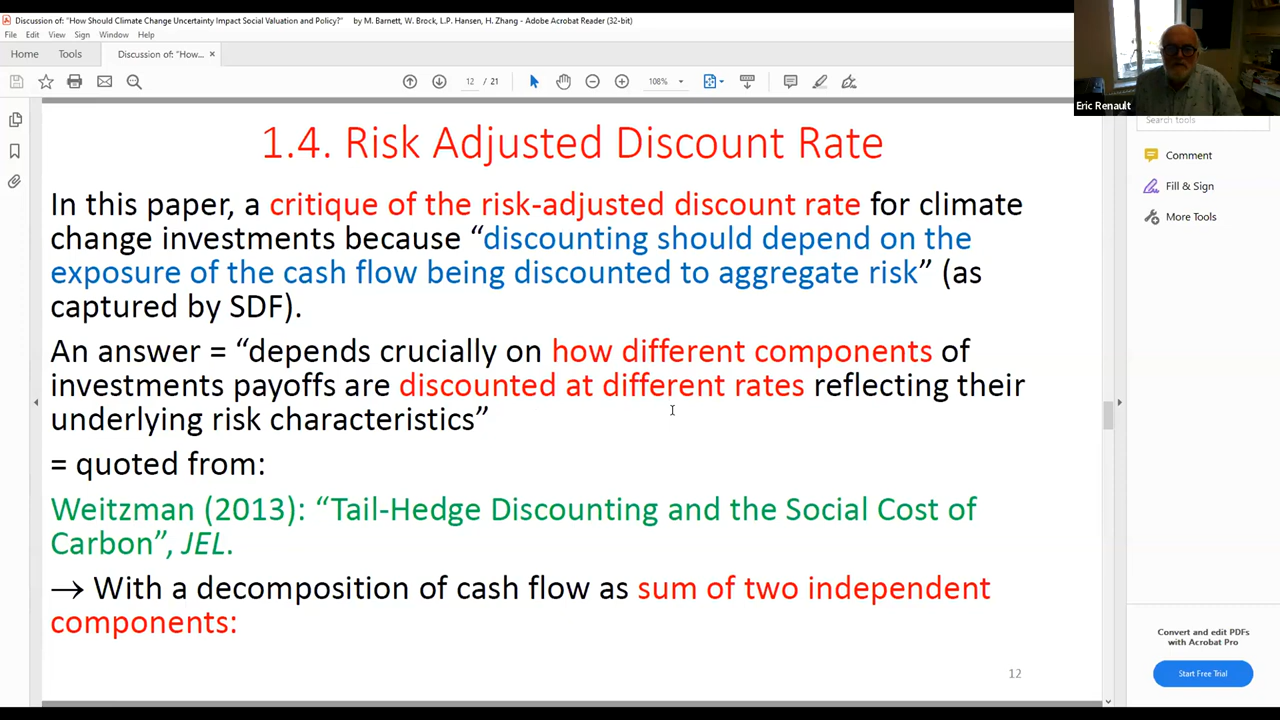 Discussion of: "How Should Climate Change Uncertainty Impact Social Valuation and Policy?" by M. Barnett, W. Brock, L.P. Hansen, H. Zhang - Adobe Acrobat Reader (32-bit)
File Edit View Sign Window Help
Home Tools Discussion of: "How... ×
12 / 21 108%
Eric Renault
Search tools
Comment
Fill & Sign
More Tools
1.4. Risk Adjusted Discount Rate
In this paper, a critique of the risk-adjusted discount rate for climate
change investments because “discounting should depend on the
exposure of the cash flow being discounted to aggregate risk” (as
captured by SDF).
An answer = “depends crucially on how different components of
investments payoffs are discounted at different rates reflecting their
underlying risk characteristics”
= quoted from:
Weitzman (2013): “Tail-Hedge Discounting and the Social Cost of
Carbon”, JEL.
→ With a decomposition of cash flow as sum of two independent
components:
12
Convert and edit PDFs
with Acrobat Pro
Start Free Trial